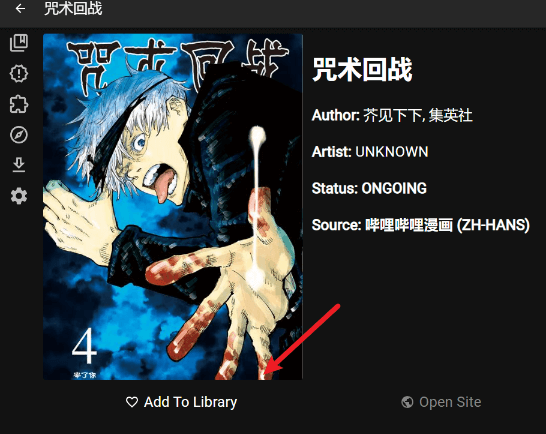 咒术回战
咒术回战
咒术回战
Author: 芥见下下, 集英社
Artist: UNKNOWN
Status: ONGOING
Source: 哔哩哔哩漫画 (ZH-HANS)
4
Add To Library
Open Site